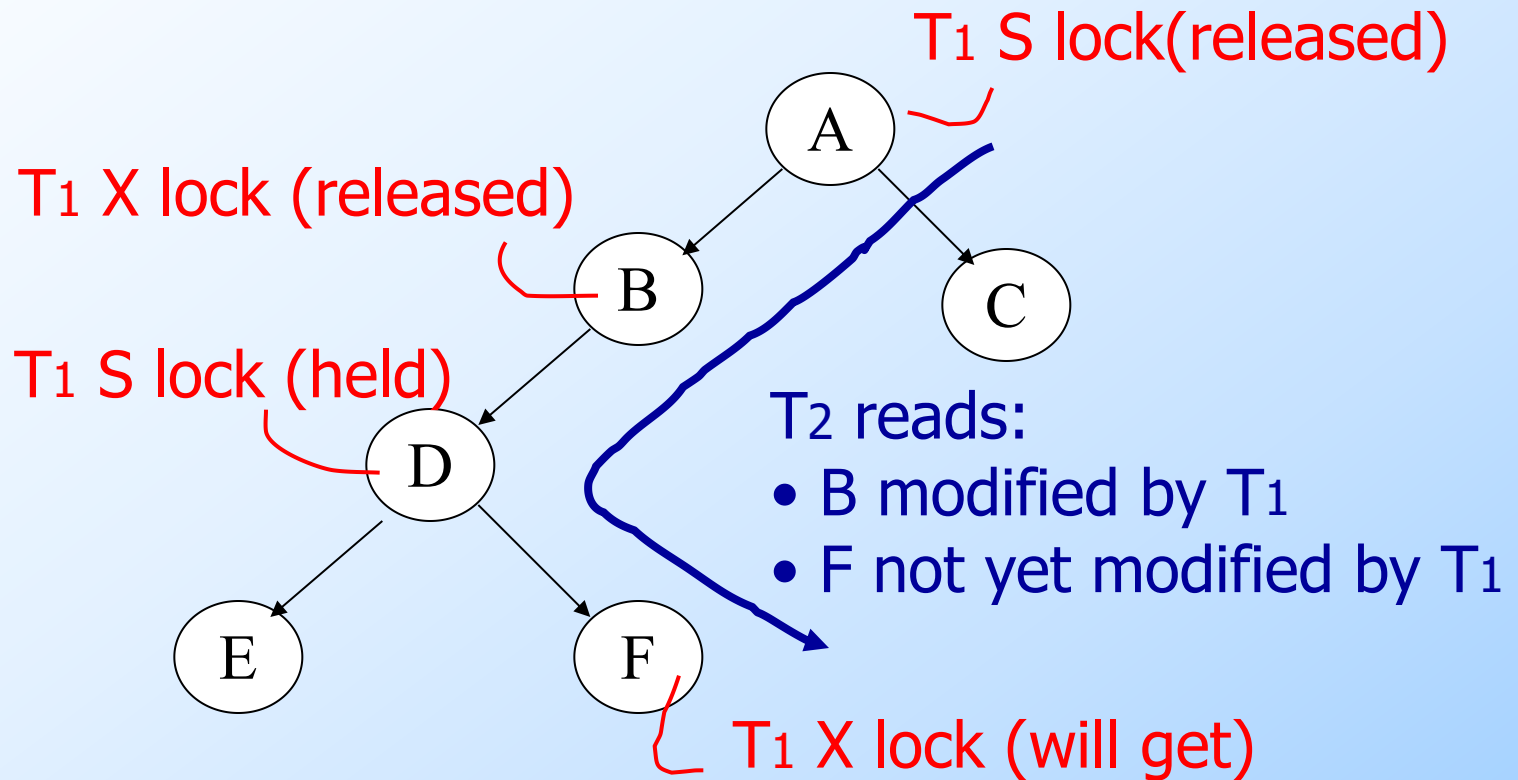 T1 S lock(released)
A
T1 X lock (released)
B
C
T1 S lock (held)
D
T2 reads:
• B modified by T1
• F not yet modified by T1
E
F
T1 X lock (will get)